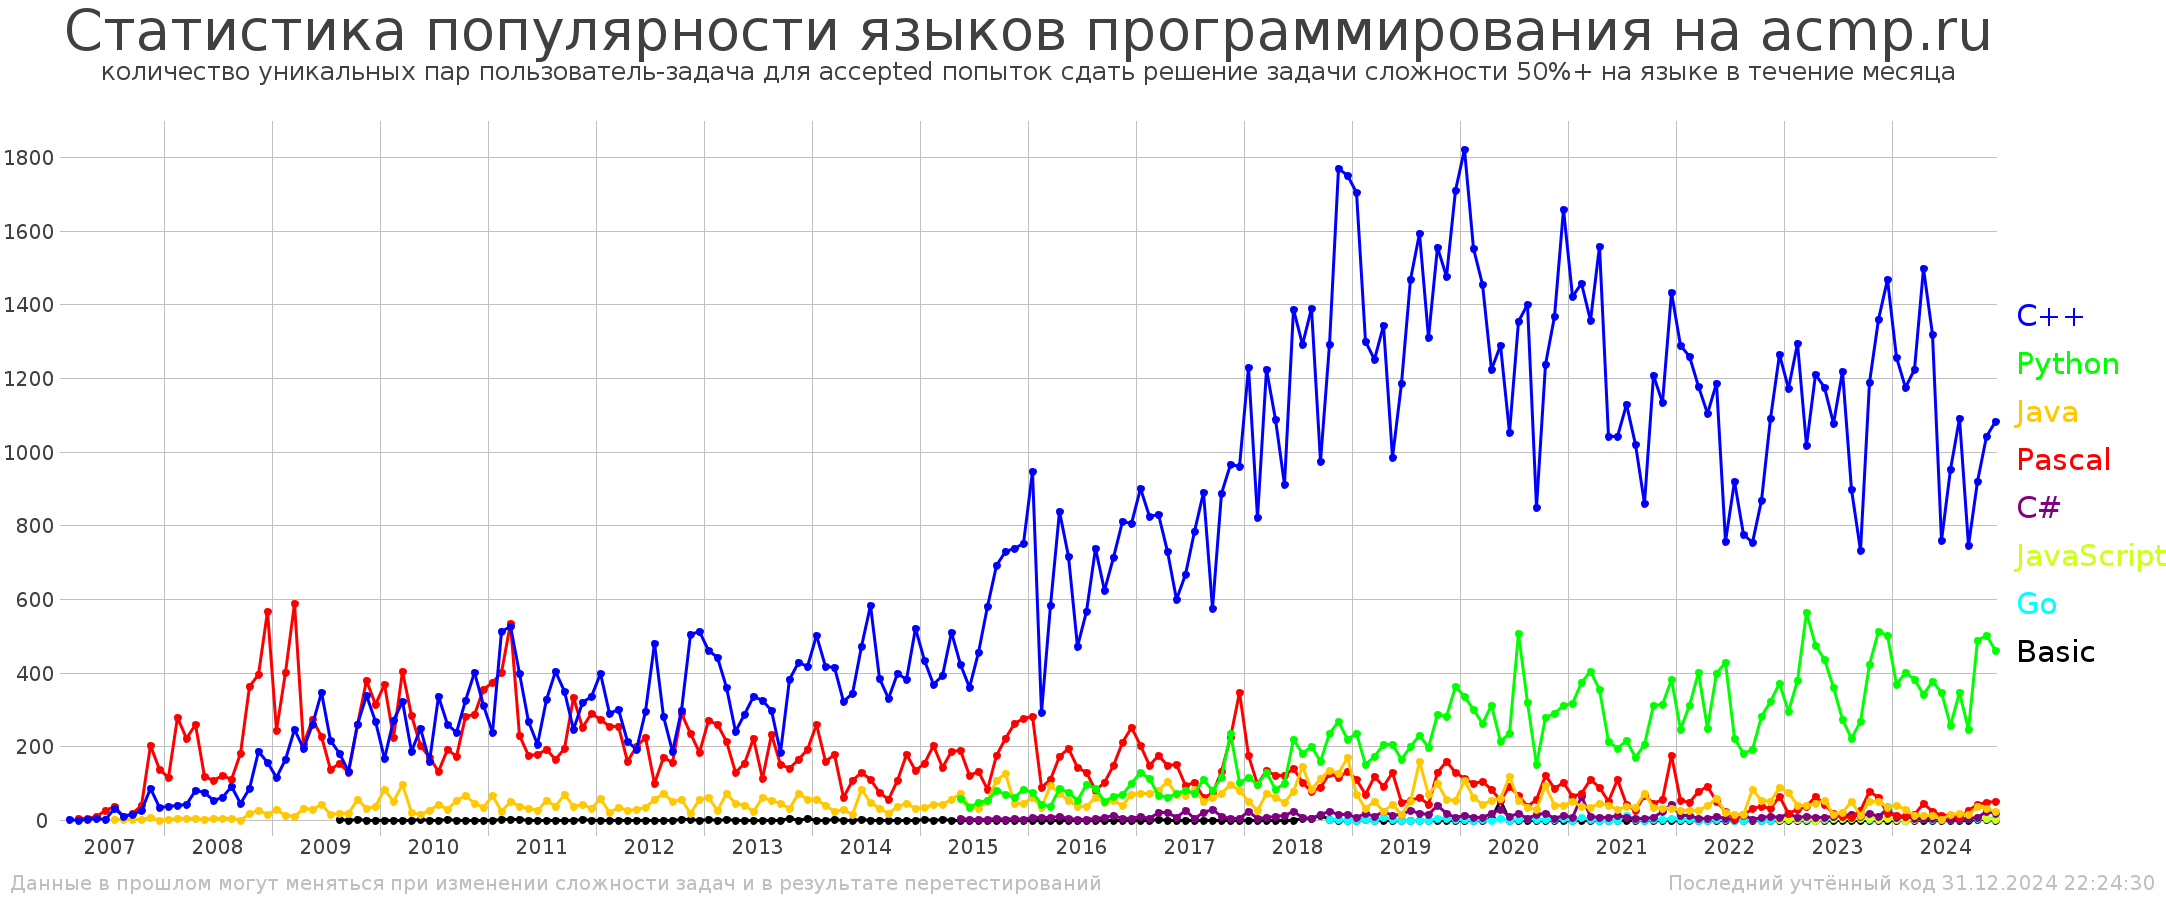 Статистика популярности языков программирования на acmp.ru
количество уникальных пар пользователь-задача для accepted попыток сдать решение задачи сложности 50%+ на языке в течение месяца
1800
1600
1400
1200
1000
800
600
400
200
0
2007 2008 2009 2010 2011 2012 2013 2014 2015 2016 2017 2018 2019 2020 2021 2022 2023 2024
C++
Python
Java
Pascal
C#
JavaScript
Go
Basic
Данные в прошлом могут меняться при изменении сложности задач и в результате перетестирований
Последний учтённый код 31.12.2024 22:24:30